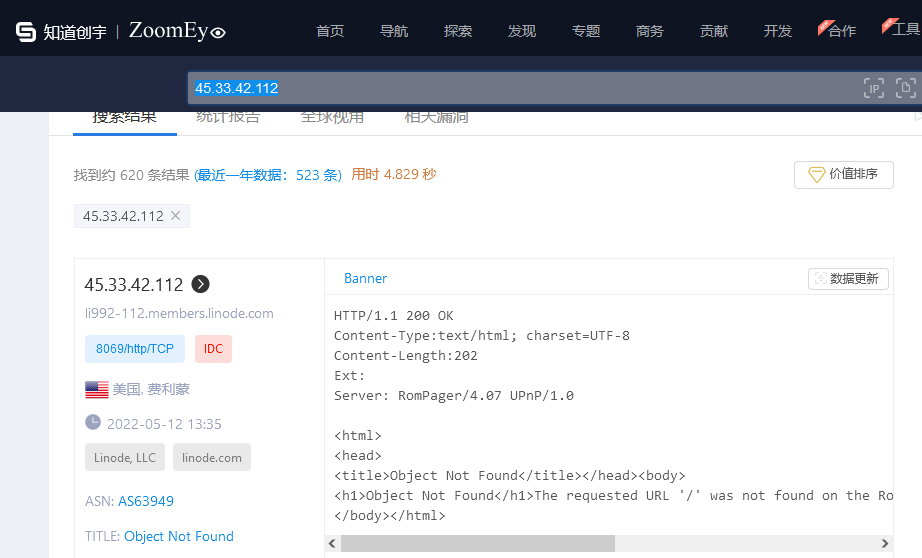 知道创宇 | ZoomEye
首页 导航 探索 发现 专题 商务 贡献 开发 合作 工具
45.33.42.112 IP
搜索结果 统计报告 全球视角 相关漏洞
找到约 620 条结果 (最近一年数据: 523 条) 用时 4.829 秒 价值排序
45.33.42.112 ×
45.33.42.112
li992-112.members.linode.com
8069/http/TCP IDC
美国, 费利蒙
2022-05-12 13:35
Linode, LLC linode.com
ASN: AS63949
TITLE: Object Not Found
Banner 数据更新
HTTP/1.1 200 OK
Content-Type:text/html; charset=UTF-8
Content-Length:202
Ext:
Server: RomPager/4.07 UPnP/1.0
<html>
<head>
<title>Object Not Found</title></head><body>
<h1>Object Not Found</h1>The requested URL '/' was not found on the Ro
</body></html>